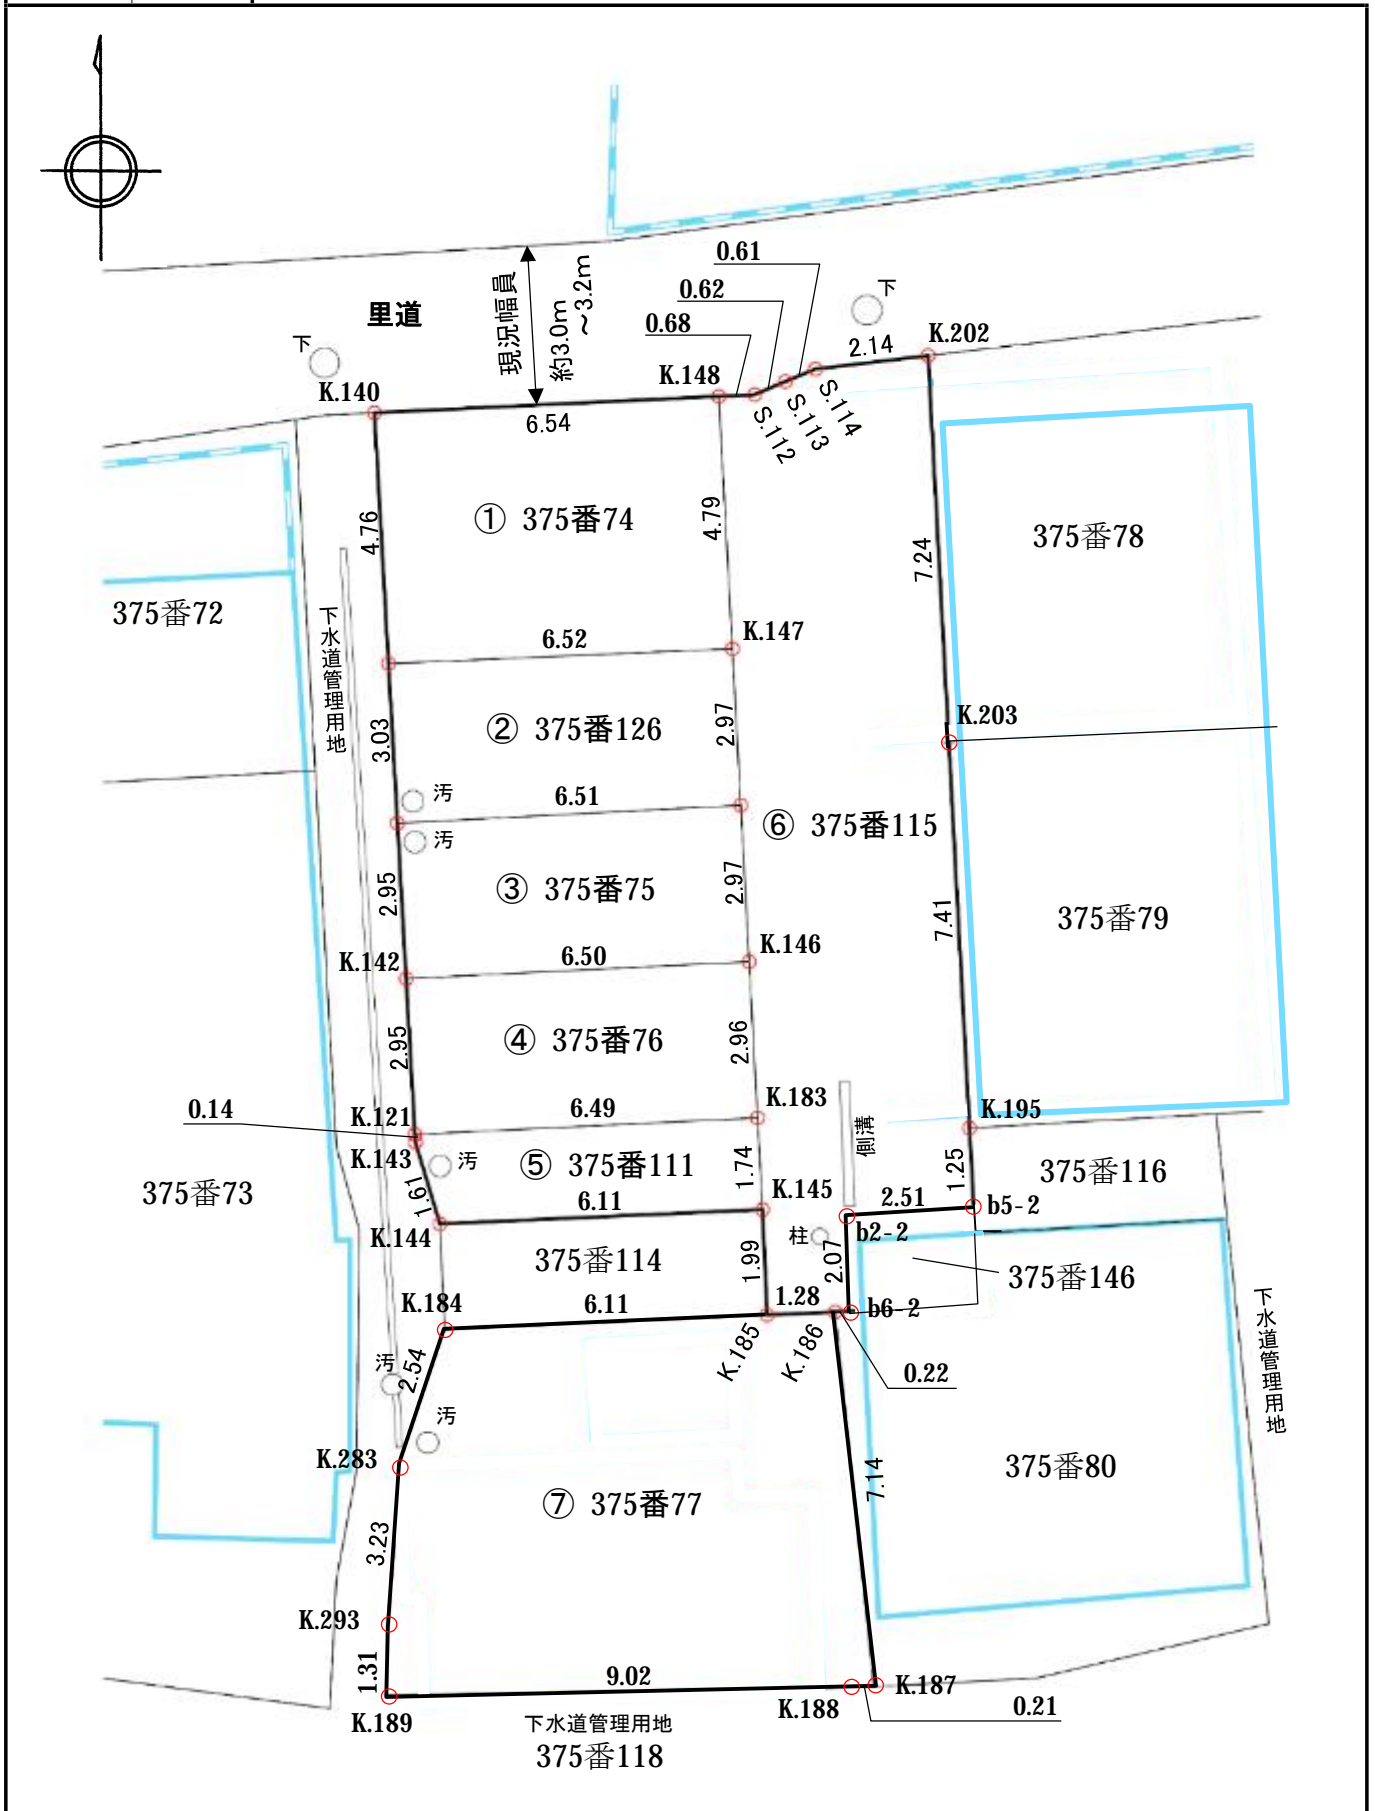 0.61
0.62
0.68
里道
現況幅員
約3.0m
～3.2m
下
下
K.202
2.14
K.140
K.148
6.54
S.112
S.113
S.114
4.76
① 375番74
4.79
7.24
375番78
375番72
下水道管理用地
6.52
K.147
3.03
② 375番126
2.97
K.203
汚
6.51
汚
⑥ 375番115
2.95
③ 375番75
2.97
7.41
375番79
K.142
6.50
K.146
2.95
④ 375番76
2.96
0.14
K.121
6.49
K.183
K.195
K.143
汚
⑤ 375番111
1.74
側溝
1.25
375番116
375番73
1.61
6.11
K.145
2.51
b5-2
K.144
柱
b2-2
375番114
1.99
2.07
375番146
K.184
6.11
1.28
b6-2
下水道管理用地
K.185
K.186
汚
2.54
0.22
汚
K.283
7.14
375番80
⑦ 375番77
3.23
K.293
1.31
9.02
K.187
K.189
K.188
0.21
下水道管理用地
375番118